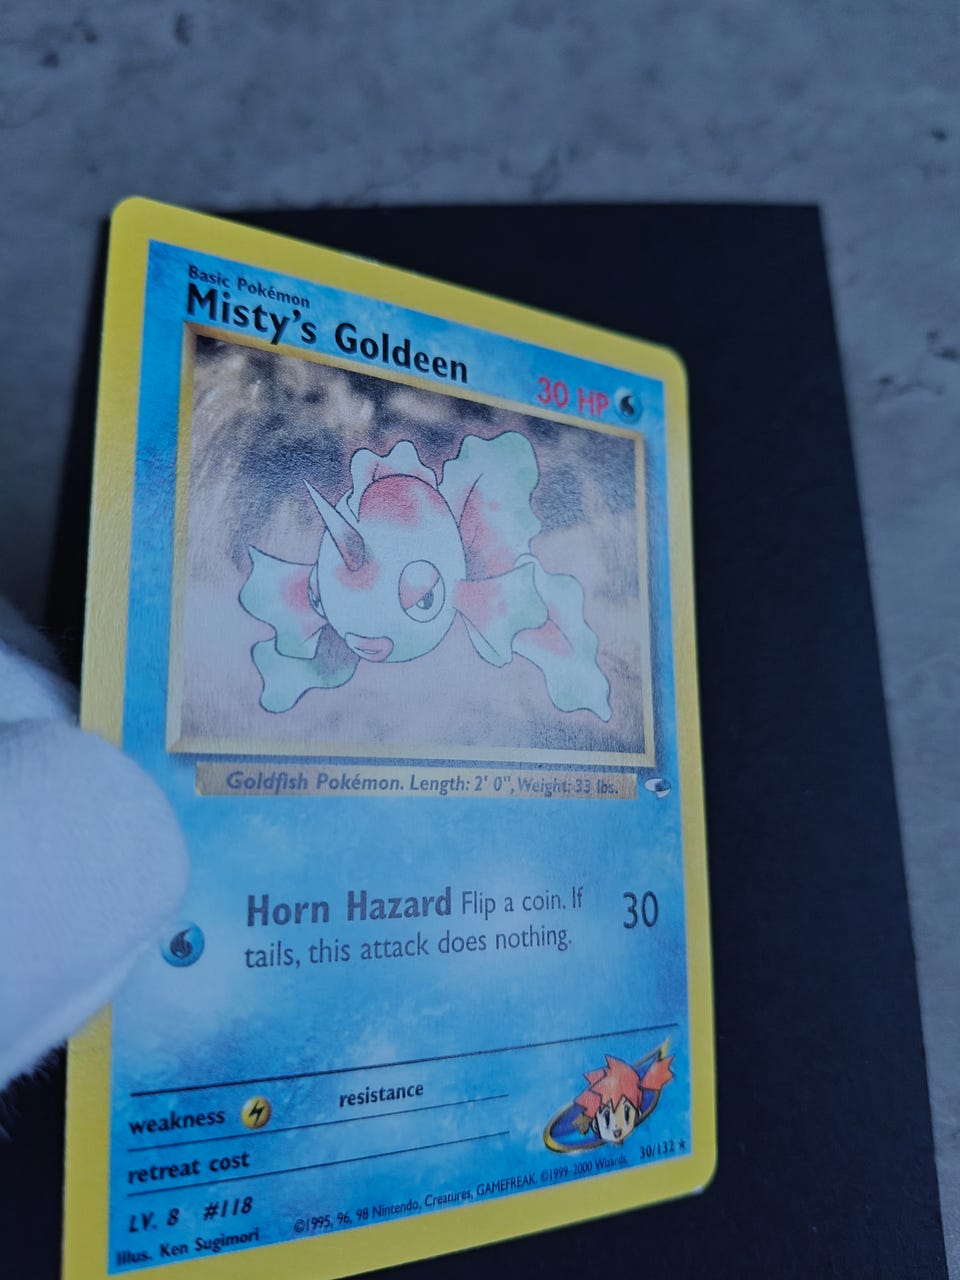 Basic Pokémon
Misty's Goldeen
30 HP
Goldfish Pokémon. Length: 2' 0", Weight: 33 lbs.
Horn Hazard Flip a coin. If
tails, this attack does nothing.
30
weakness
resistance
retreat cost
LV. 8 #118
30/132 ★
Illus. Ken Sugimori
©1995, 96, 98 Nintendo, Creatures, GAMEFREAK. ©1999-2000 Wizards.